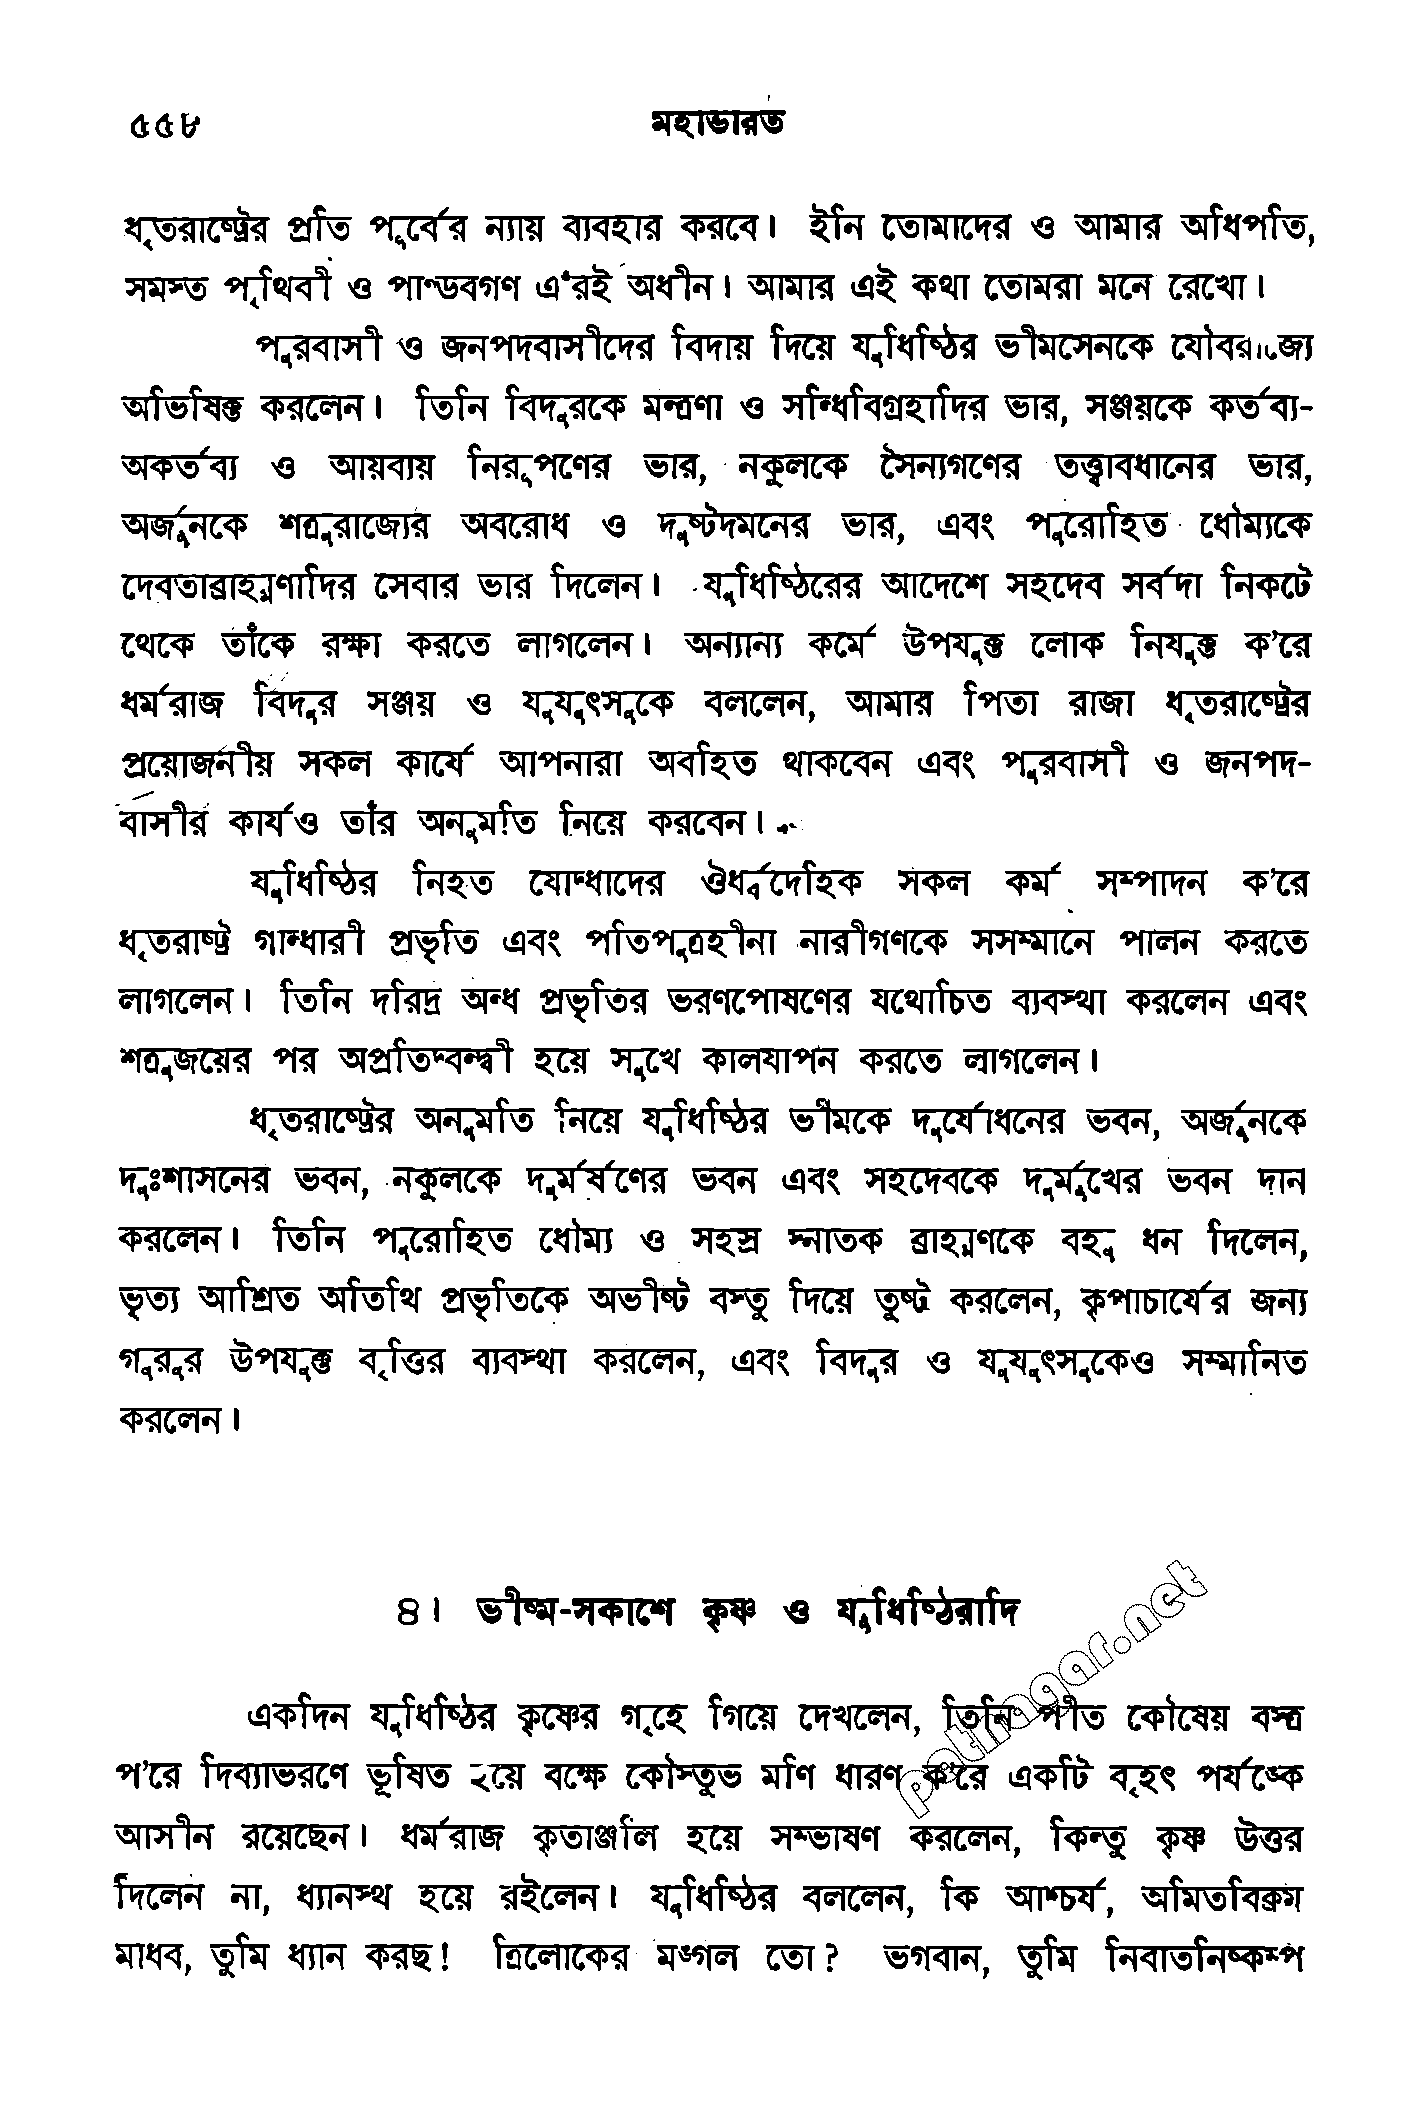 ৫৫৮ মহাভারত
ধৃতরাষ্ট্রের প্রতি পূর্বের ন্যায় ব্যবহার করবে। ইনি তোমাদের ও আমার অধিপতি,
সমস্ত পৃথিবী ও পাণ্ডবগণ এ°রই অধীন। আমার এই কথা তোমরা মনে রেখো।
পুরবাসী ও জনপদবাসীদের বিদায় দিয়ে যুধিষ্ঠির ভীমসেনকে যৌবরাজ্যে
অভিষিক্ত করলেন। তিনি বিদুরকে মন্ত্রণা ও সন্ধিবিগ্রহাদির ভার, সঞ্জয়কে কর্তব্য-
অকর্তব্য ও আয়ব্যয় নিরূপণের ভার, নকুলকে সৈন্যগণের তত্ত্বাবধানের ভার,
অর্জুনকে শত্রুরাজ্যের অবরোধ ও দুষ্টদমনের ভার, এবং পুরোহিত ধৌম্যকে
দেবতাব্রাহ্মণাদির সেবার ভার দিলেন। যুধিষ্ঠিরের আদেশে সহদেব সর্বদা নিকটে
থেকে তাঁকে রক্ষা করতে লাগলেন। অন্যান্য কর্মে উপযুক্ত লোক নিযুক্ত ক'রে
ধর্মরাজ বিদুর সঞ্জয় ও যুযুৎসুকে বললেন, আমার পিতা রাজা ধৃতরাষ্ট্রের
প্রয়োজনীয় সকল কার্যে আপনারা অবহিত থাকবেন এবং পুরবাসী ও জনপদ-
বাসীর কার্যও তাঁর অনুমতি নিয়ে করবেন।
যুধিষ্ঠির নিহত যোদ্ধাদের ঔর্ধ্বদেহিক সকল কর্ম সম্পাদন ক'রে
ধৃতরাষ্ট্র গান্ধারী প্রভৃতি এবং পতিপুত্রহীনা নারীগণকে সসম্মানে পালন করতে
লাগলেন। তিনি দরিদ্র অন্ধ প্রভৃতির ভরণপোষণের যথোচিত ব্যবস্থা করলেন এবং
শত্রুজয়ের পর অপ্রতিদ্বন্দ্বী হয়ে সুখে কালযাপন করতে লাগলেন।
ধৃতরাষ্ট্রের অনুমতি নিয়ে যুধিষ্ঠির ভীমকে দুর্যোধনের ভবন, অর্জুনকে
দুঃশাসনের ভবন, নকুলকে দুর্মর্ষণের ভবন এবং সহদেবকে দুর্মুখের ভবন দান
করলেন। তিনি পুরোহিত ধৌম্য ও সহস্র স্নাতক ব্রাহ্মণকে বহু ধন দিলেন,
ভৃত্য আশ্রিত অতিথি প্রভৃতিকে অভীষ্ট বস্তু দিয়ে তুষ্ট করলেন, কৃপাচার্যের জন্য
গুরুর উপযুক্ত বৃত্তির ব্যবস্থা করলেন, এবং বিদুর ও যুযুৎসুকেও সম্মানিত
করলেন।
৪। ভীষ্ম-সকাশে কৃষ্ণ ও যুধিষ্ঠিরাদি
একদিন যুধিষ্ঠির কৃষ্ণের গৃহে গিয়ে দেখলেন, তিনি পীত কৌষেয় বস্ত্র
প'রে দিব্যাভরণে ভূষিত হয়ে বক্ষে কৌস্তুভ মণি ধারণ ক'রে একটি বৃহৎ পর্যঙ্কে
আসীন রয়েছেন। ধর্মরাজ কৃতাঞ্জলি হয়ে সম্ভাষণ করলেন, কিন্তু কৃষ্ণ উত্তর
দিলেন না, ধ্যানস্থ হয়ে রইলেন। যুধিষ্ঠির বললেন, কি আশ্চর্য, অমিতবিক্রম
মাধব, তুমি ধ্যান করছ! ত্রিলোকের মঙ্গল তো? ভগবান, তুমি নিবাতনিষ্কম্প
patragar.net